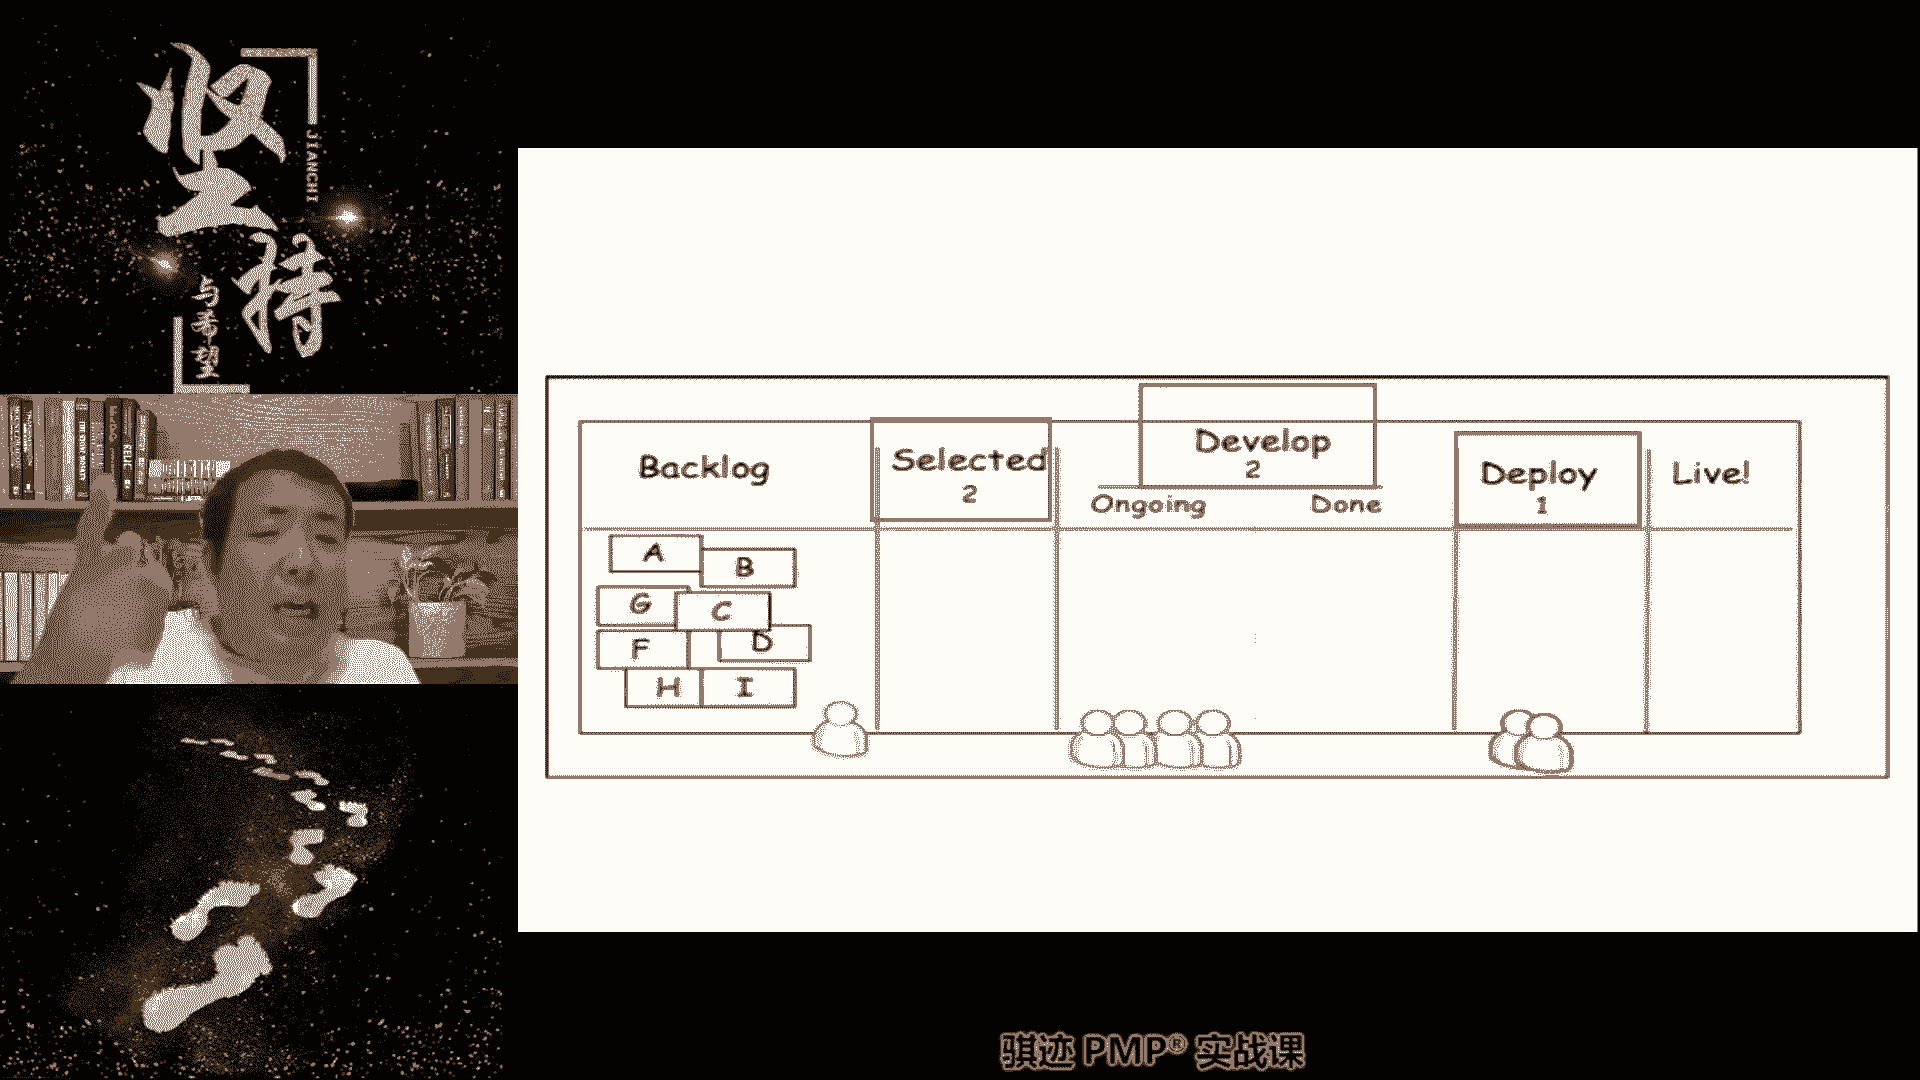 坚持
JIANCHI
与希望
Backlog
Selected
2
Develop
2
Ongoing
Done
Deploy
1
Live!
A
B
G
C
F
D
H
I
骐迹 PMP® 实战课